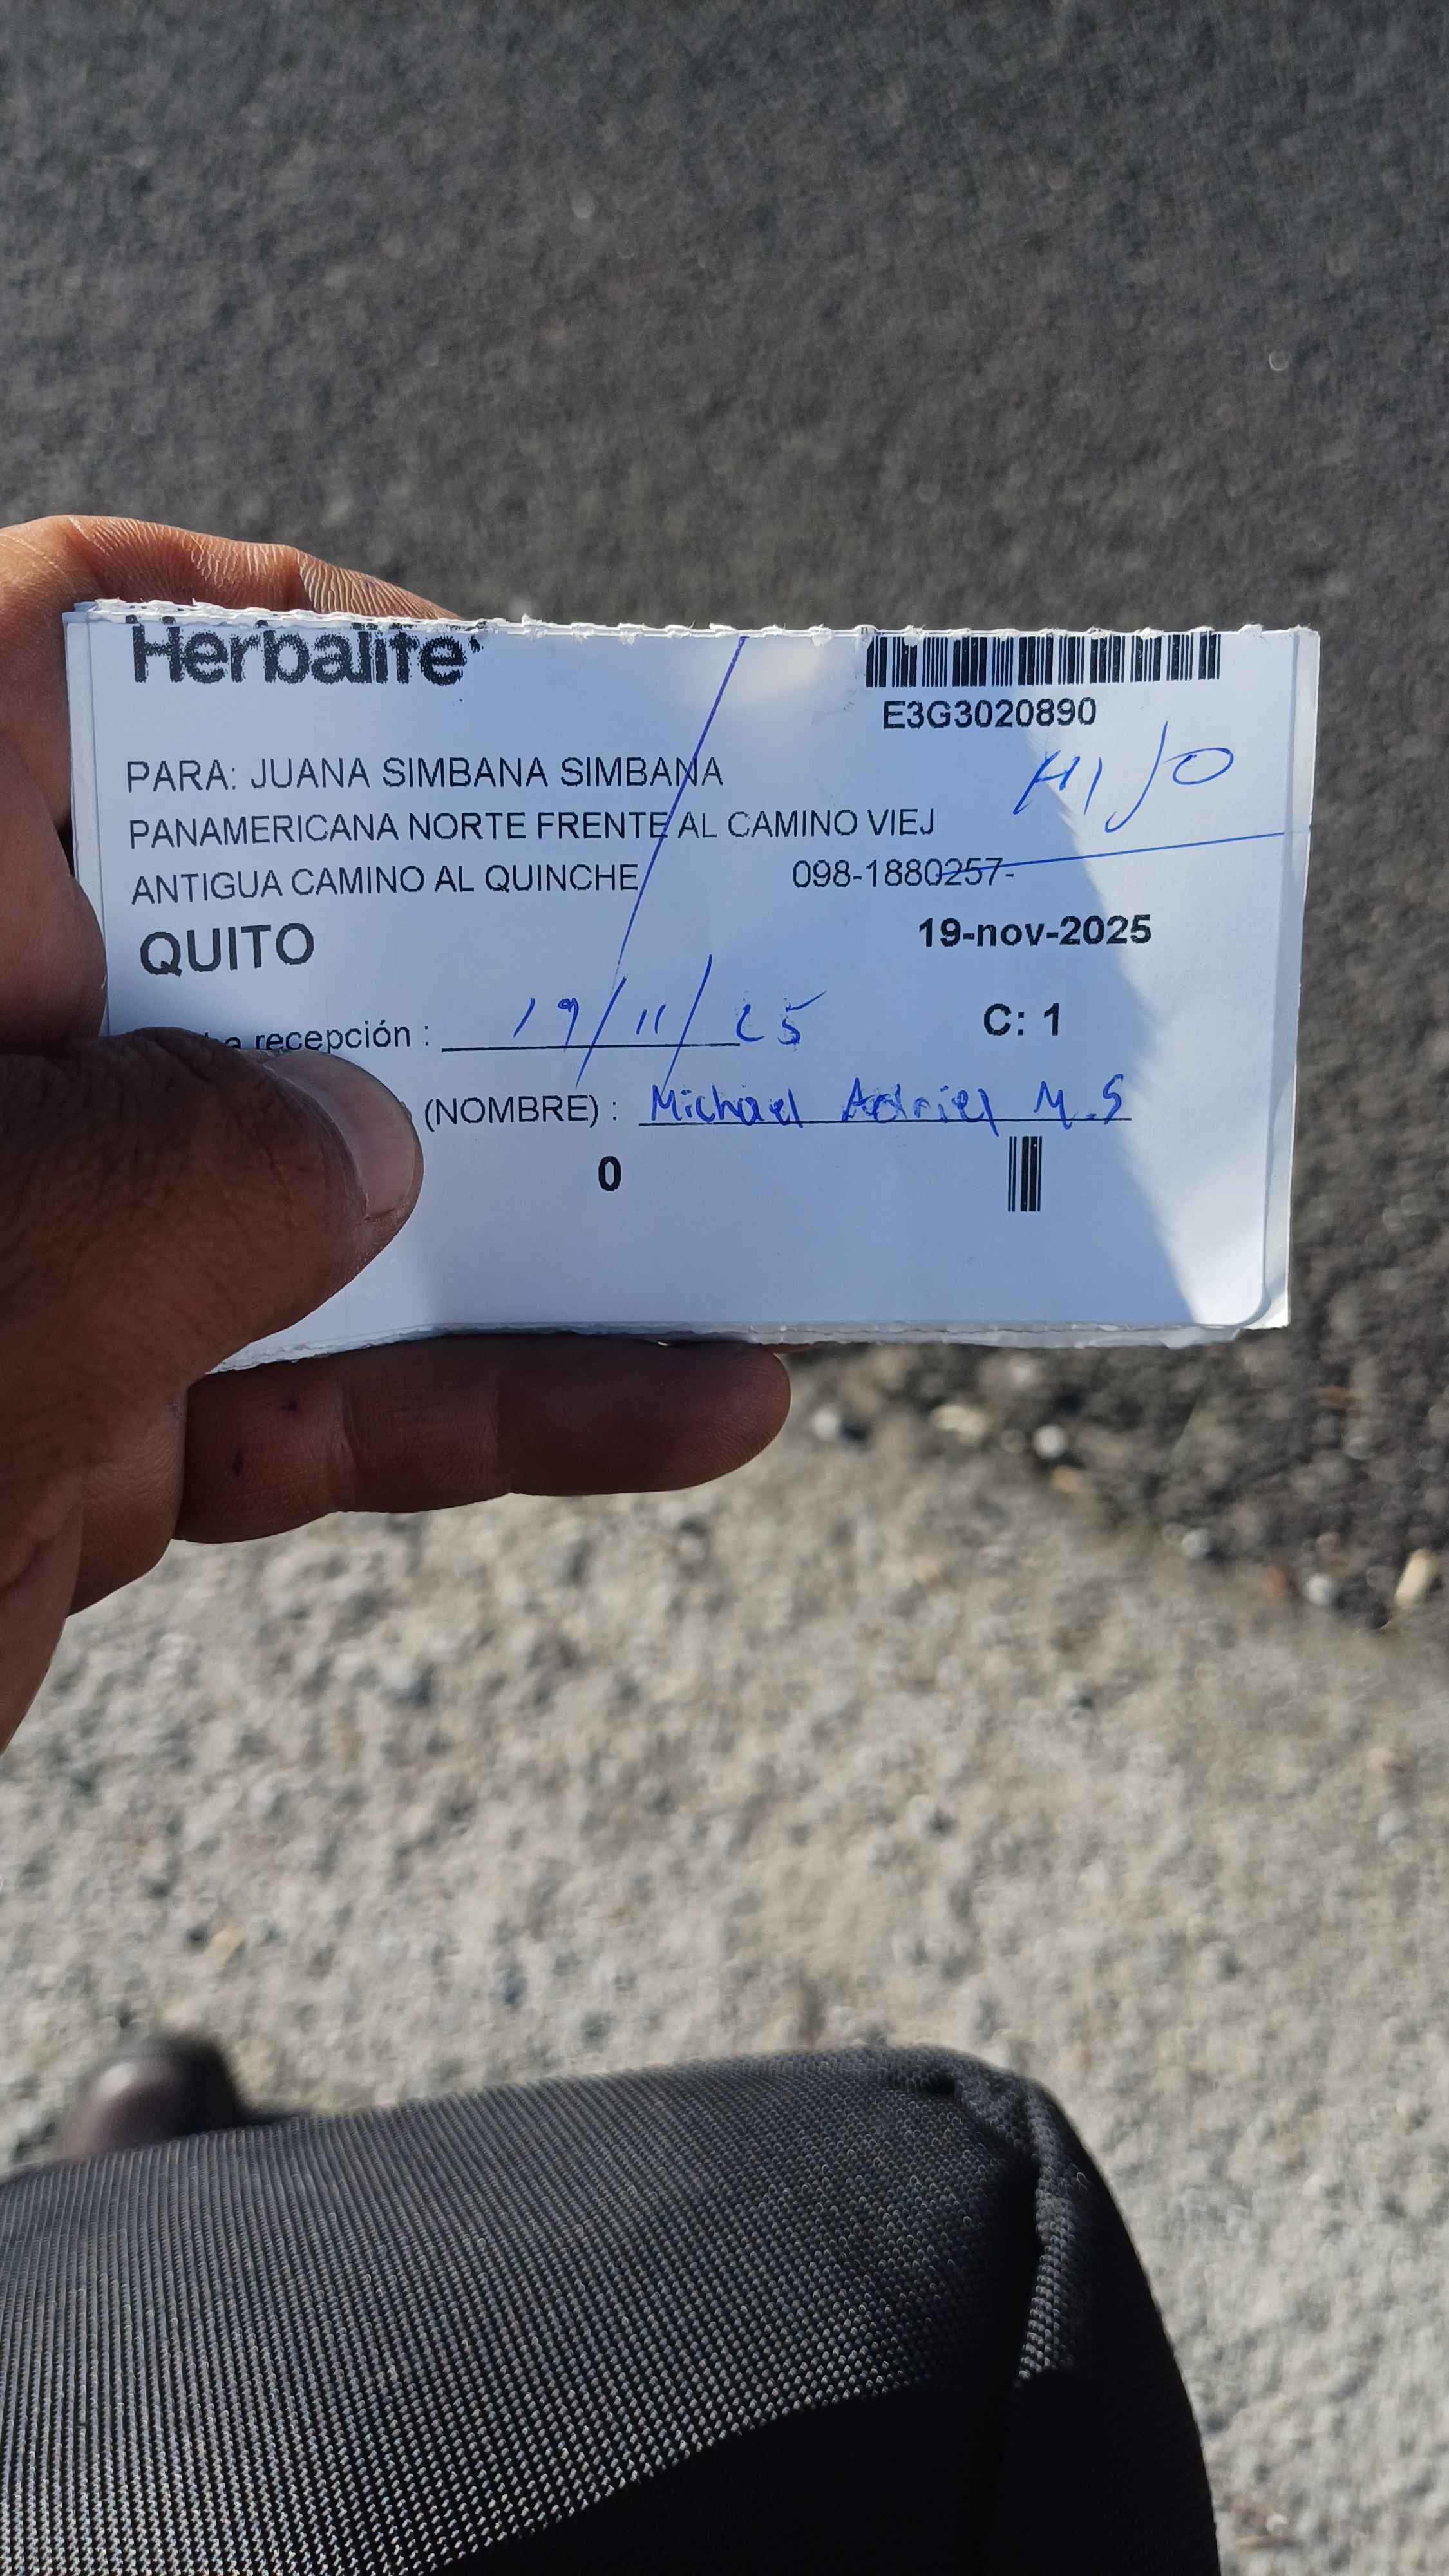 Herbalife
E3G3020890
PARA: JUANA SIMBANA SIMBANA
HIJO
PANAMERICANA NORTE FRENTE AL CAMINO VIEJ
ANTIGUA CAMINO AL QUINCHE 098-1880257-
QUITO 19-nov-2025
recepción : 19/11/25 C: 1
(NOMBRE) : Michael Adriel M.S
0